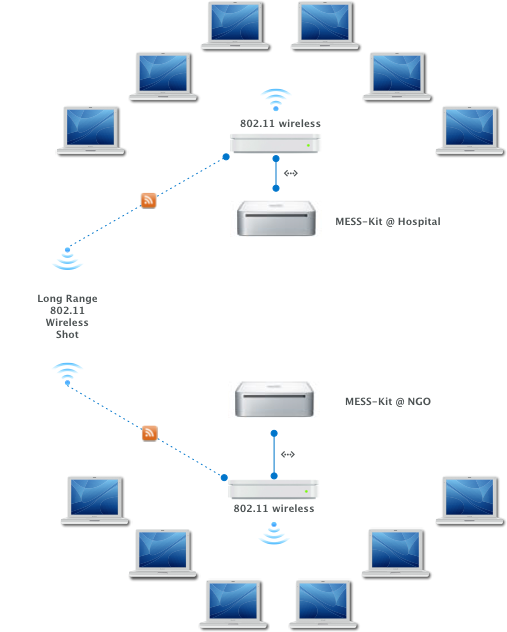 802.11 wireless
MESS-Kit @ Hospital
Long Range
802.11
Wireless
Shot
MESS-Kit @ NGO
802.11 wireless